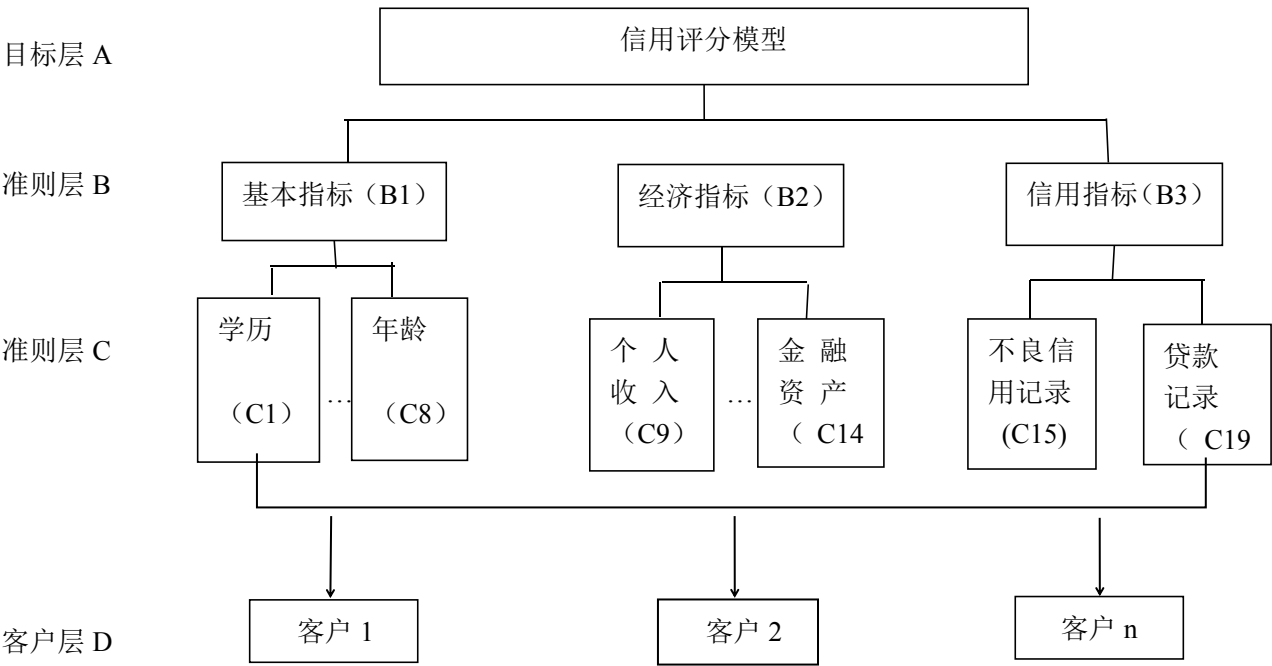 目标层 A
信用评分模型
准则层 B
基本指标（B1）
经济指标（B2）
信用指标（B3）
准则层 C
学历
（C1）
…
年龄
（C8）
个 人
收 入
（C9）
…
金 融
资 产
（ C14
不良信
用记录
(C15)
贷款
记录
（ C19
客户层 D
客户 1
客户 2
客户 n